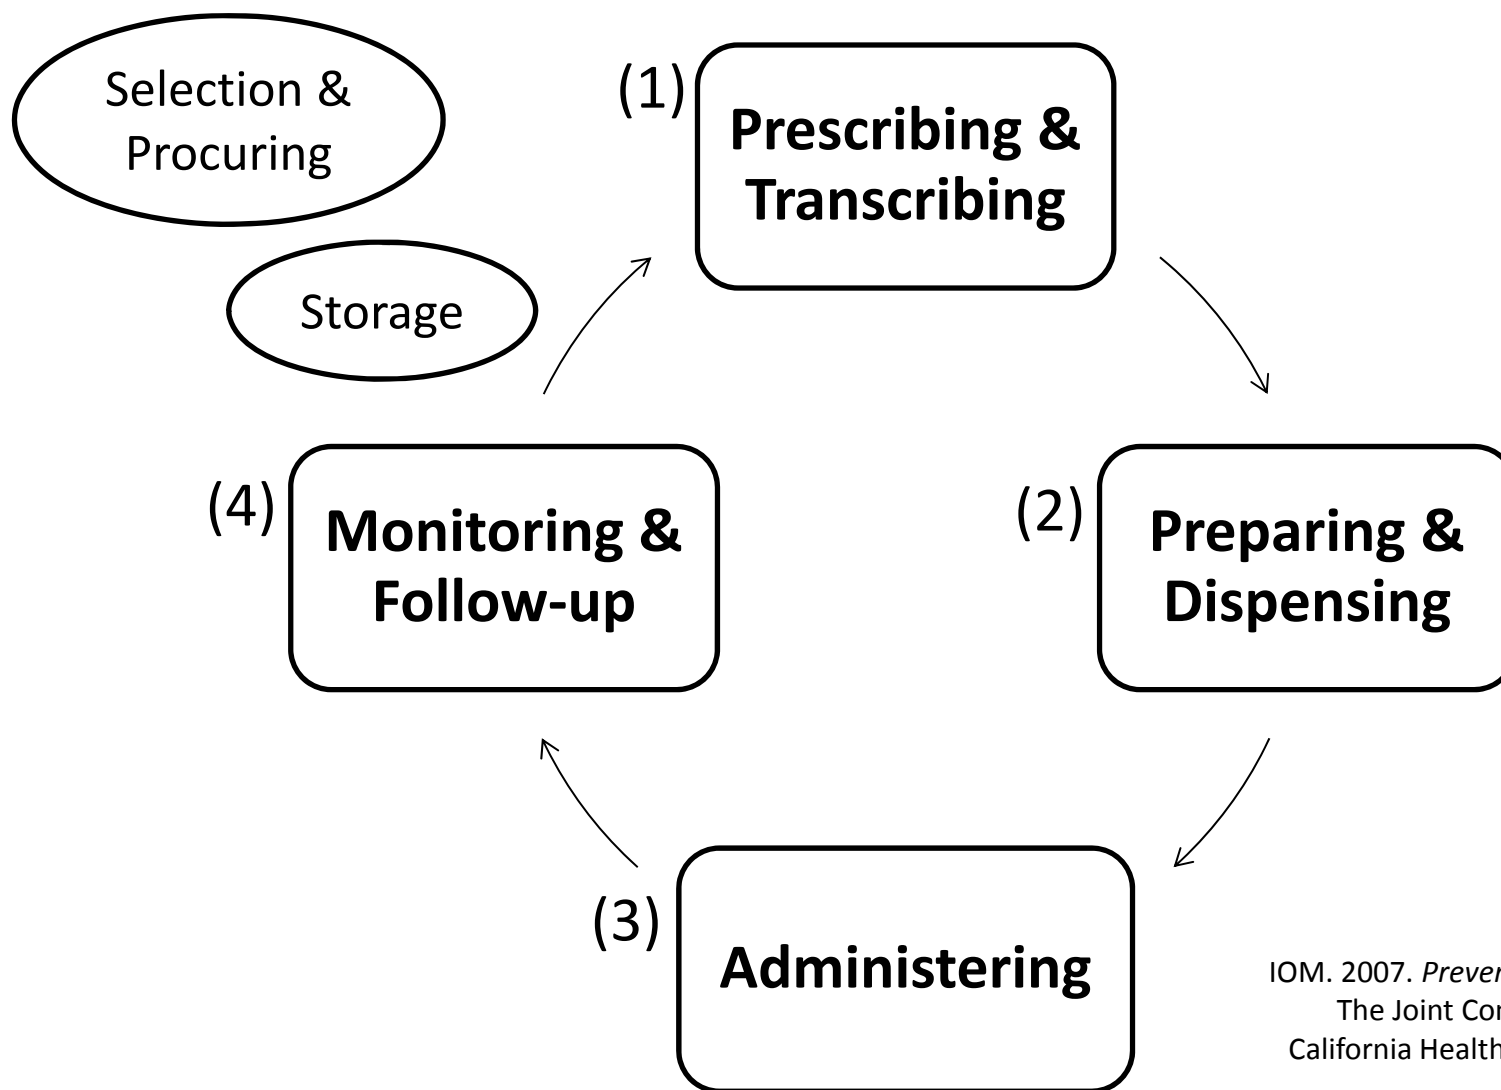 Selection &
Procuring
Storage
(1)
Prescribing &
Transcribing
(2)
Preparing &
Dispensing
(3)
Administering
(4)
Monitoring &
Follow-up
IOM. 2007.
The Joint
California Health